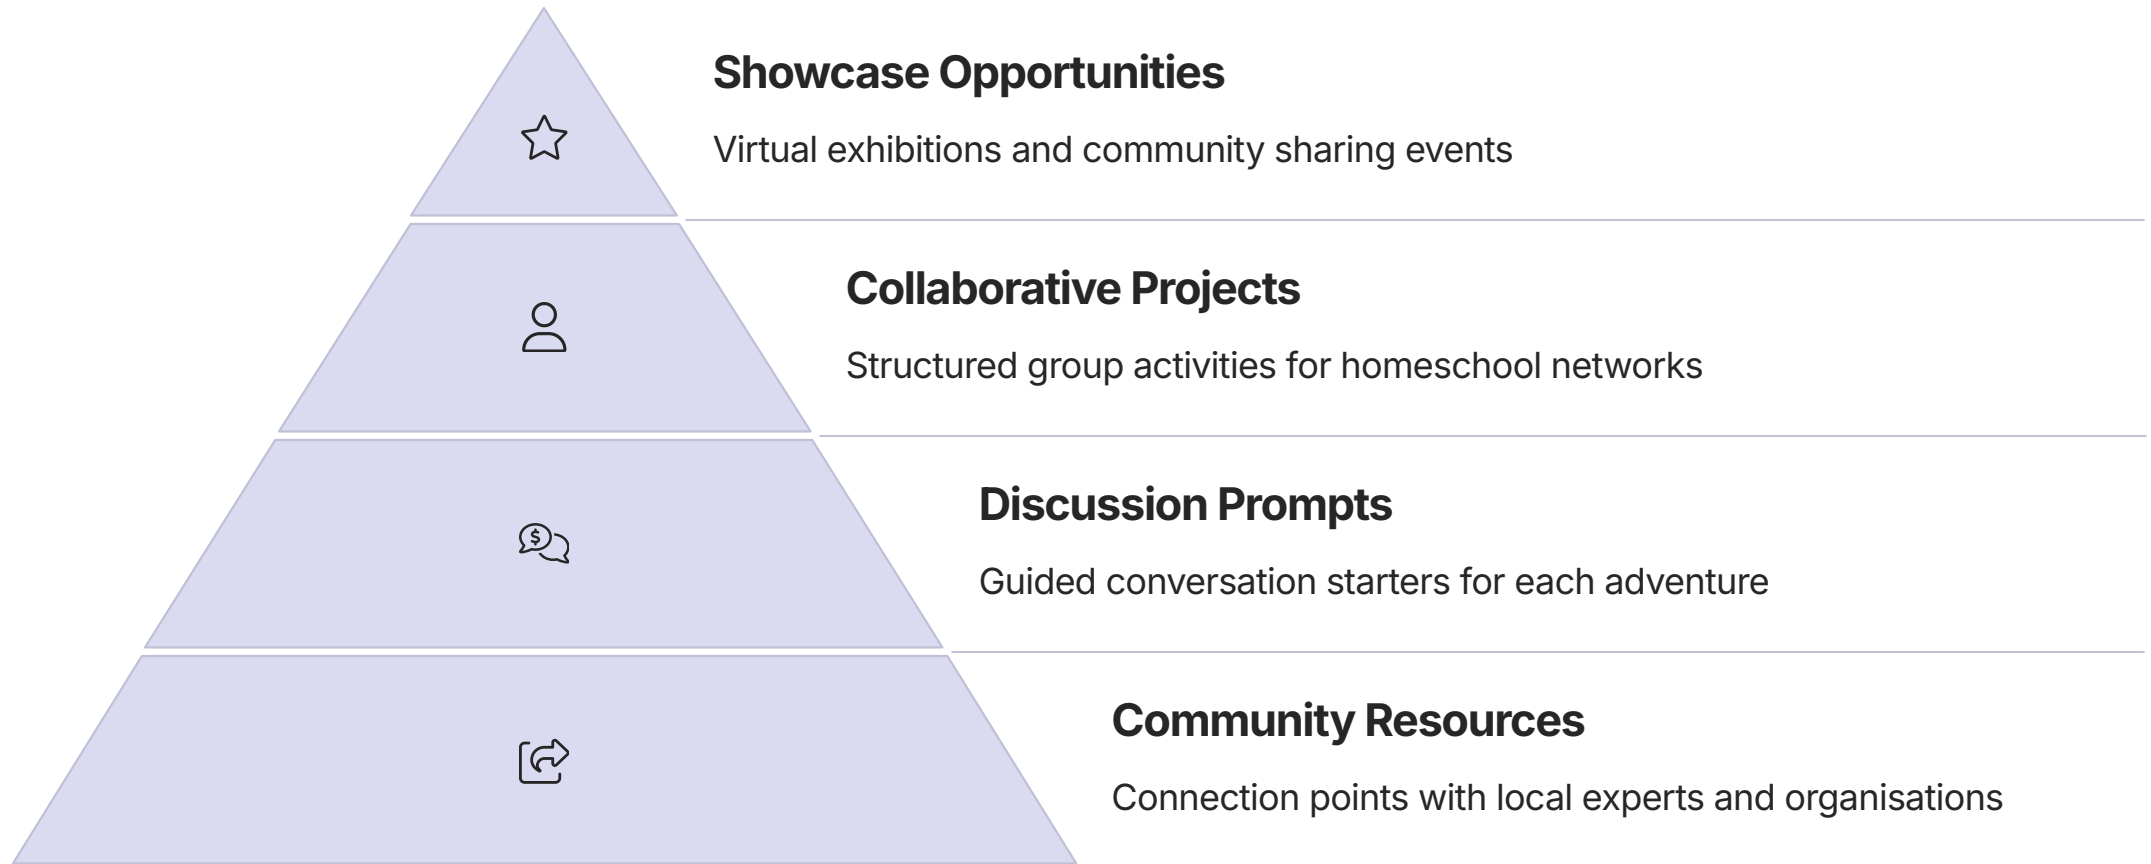 Showcase Opportunities
Virtual exhibitions and community sharing events
Collaborative Projects
Structured group activities for homeschool networks
$
Discussion Prompts
Guided conversation starters for each adventure
Community Resources
Connection points with local experts and organisations